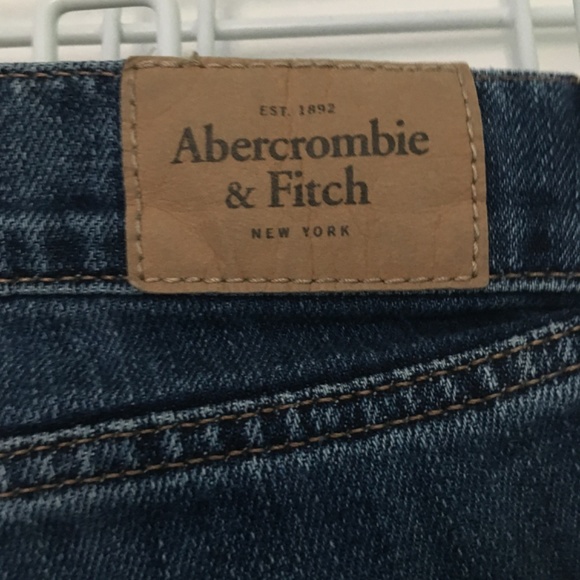 EST. 1892
Abercrombie
& Fitch
NEW YORK